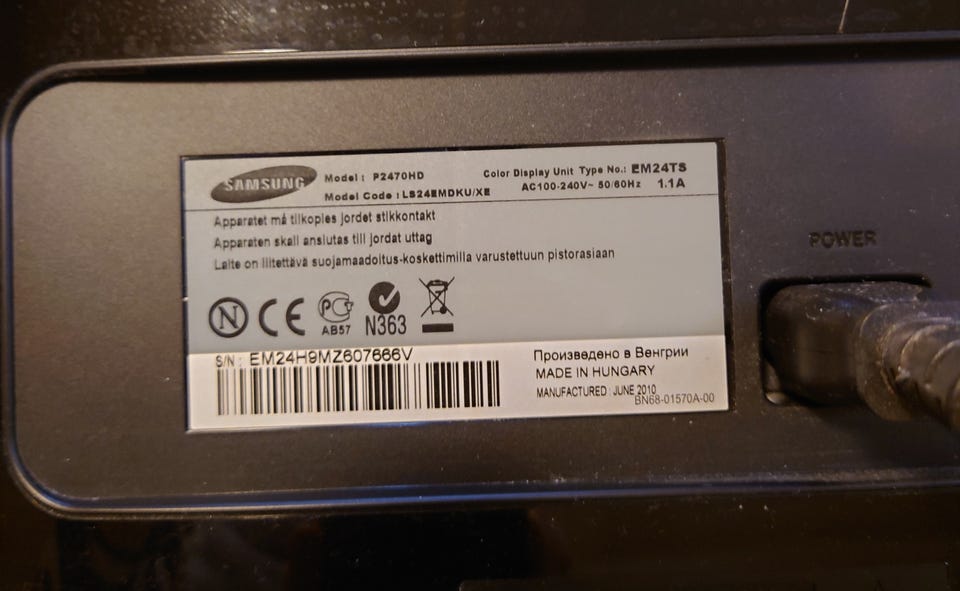 SAMSUNG
Model : P2470HD
Color Display Unit Type No.: EM24TS
Model Code : LS24EMDKU/XE
AC100-240V~ 50/60Hz 1.1A
Apparatet må tilkoples jordet stikkontakt
Apparaten skall anslutas till jordat uttag
Laite on liitettävä suojamaadoitus-koskettimilla varustettuun pistorasiaan
N
CE
РСТ
AB57
N363
S/N : EM24H9MZ607666V
Произведено в Венгрии
MADE IN HUNGARY
MANUFACTURED : JUNE 2010
BN68-01570A-00
POWER